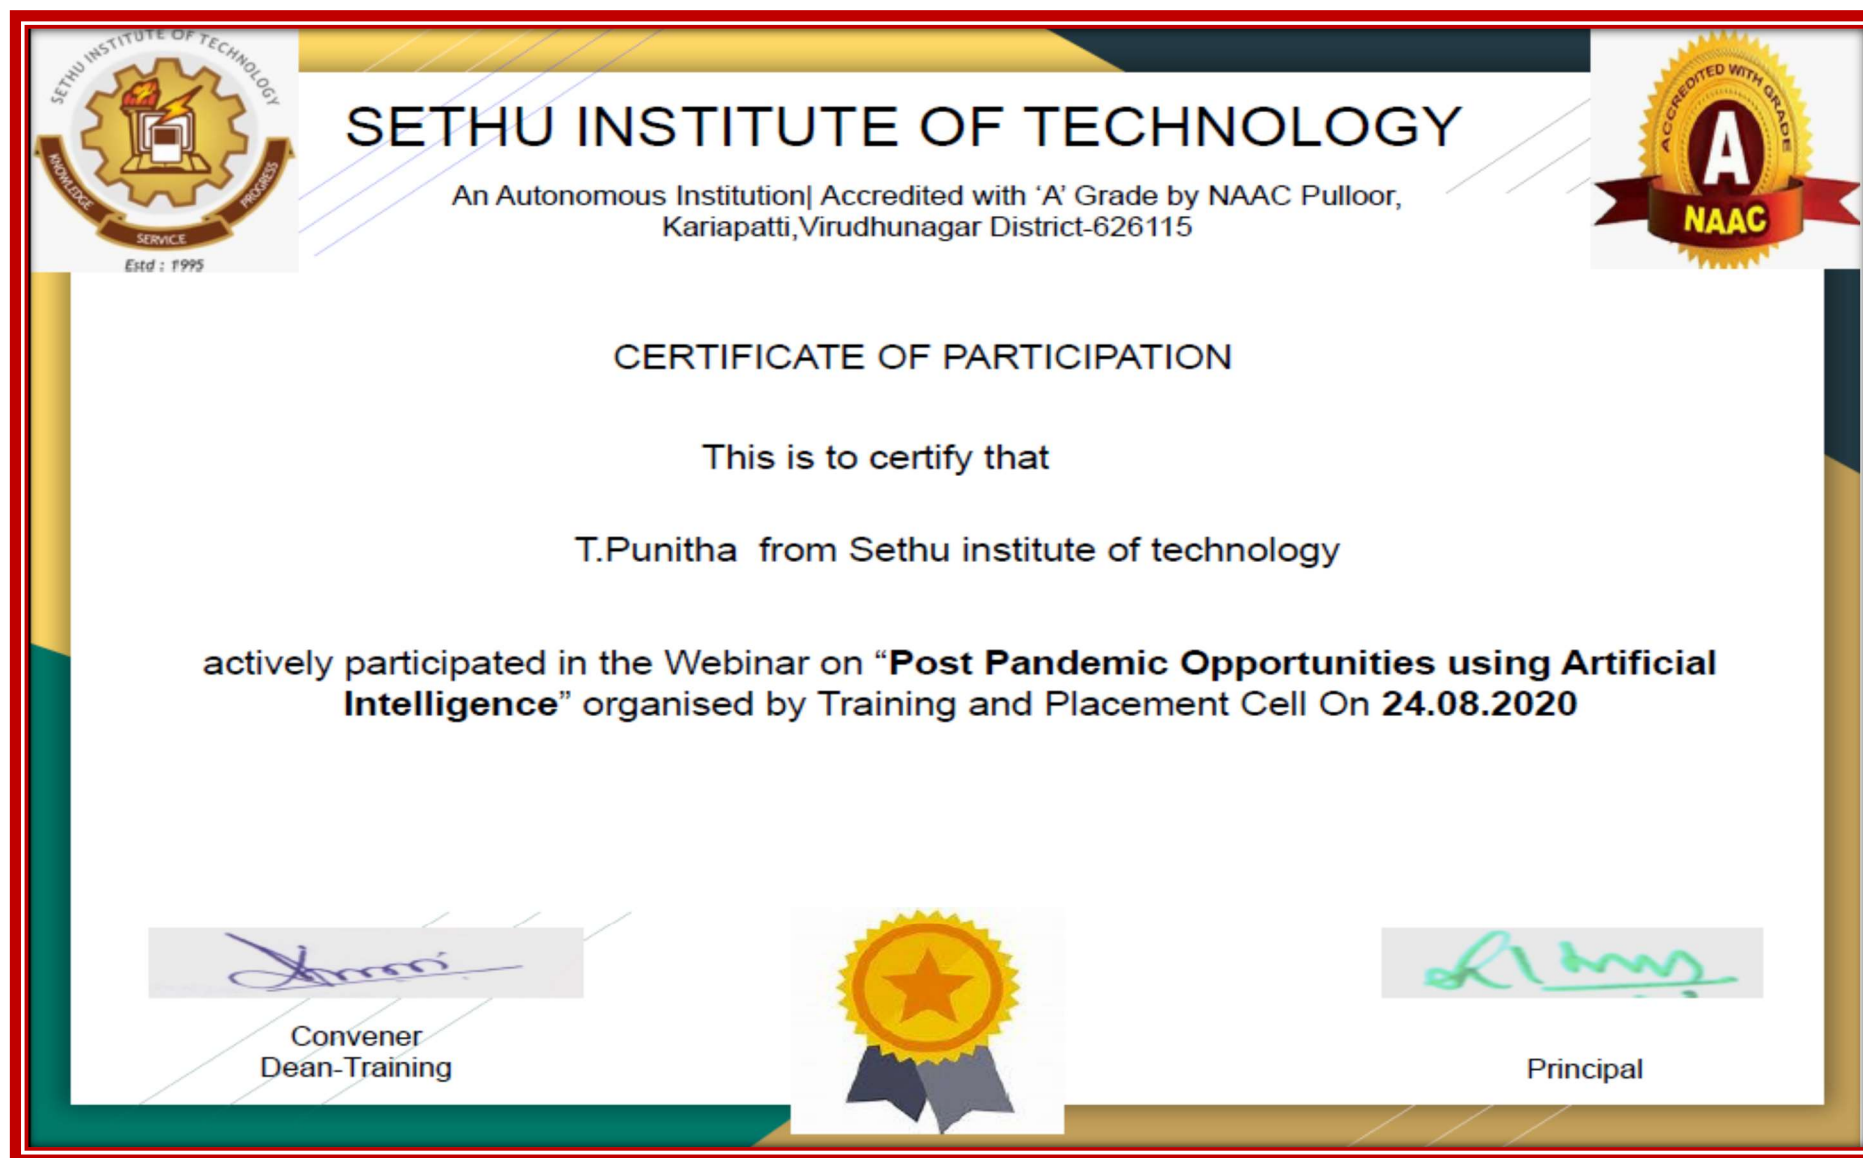 SETHU INSTITUTE OF TECHNOLOGY
KNOWLEDGE
SERVICE
PROGRESS
Estd : 1995
SETHU INSTITUTE OF TECHNOLOGY
An Autonomous Institution| Accredited with ‘A’ Grade by NAAC Pulloor,
Kariapatti,Virudhunagar District-626115
ACCREDITED WITH GRADE
A
NAAC
CERTIFICATE OF PARTICIPATION
This is to certify that
T.Punitha from Sethu institute of technology
actively participated in the Webinar on “Post Pandemic Opportunities using Artificial
Intelligence” organised by Training and Placement Cell On 24.08.2020
Convener
Dean-Training
Principal